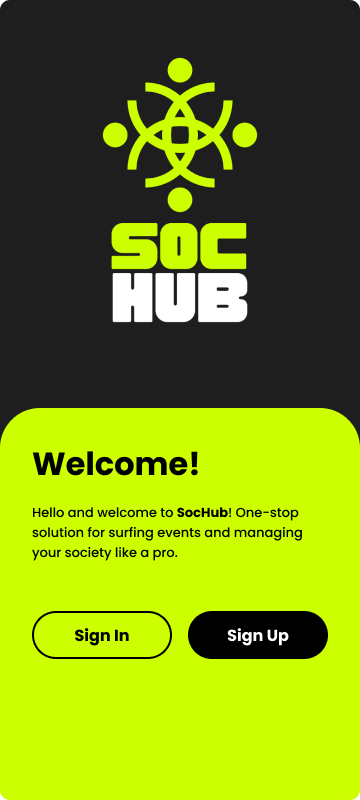 SOC
HUB
Welcome!
Hello and welcome to SocHub! One-stop
solution for surfing events and managing
your society like a pro.
Sign In
Sign Up